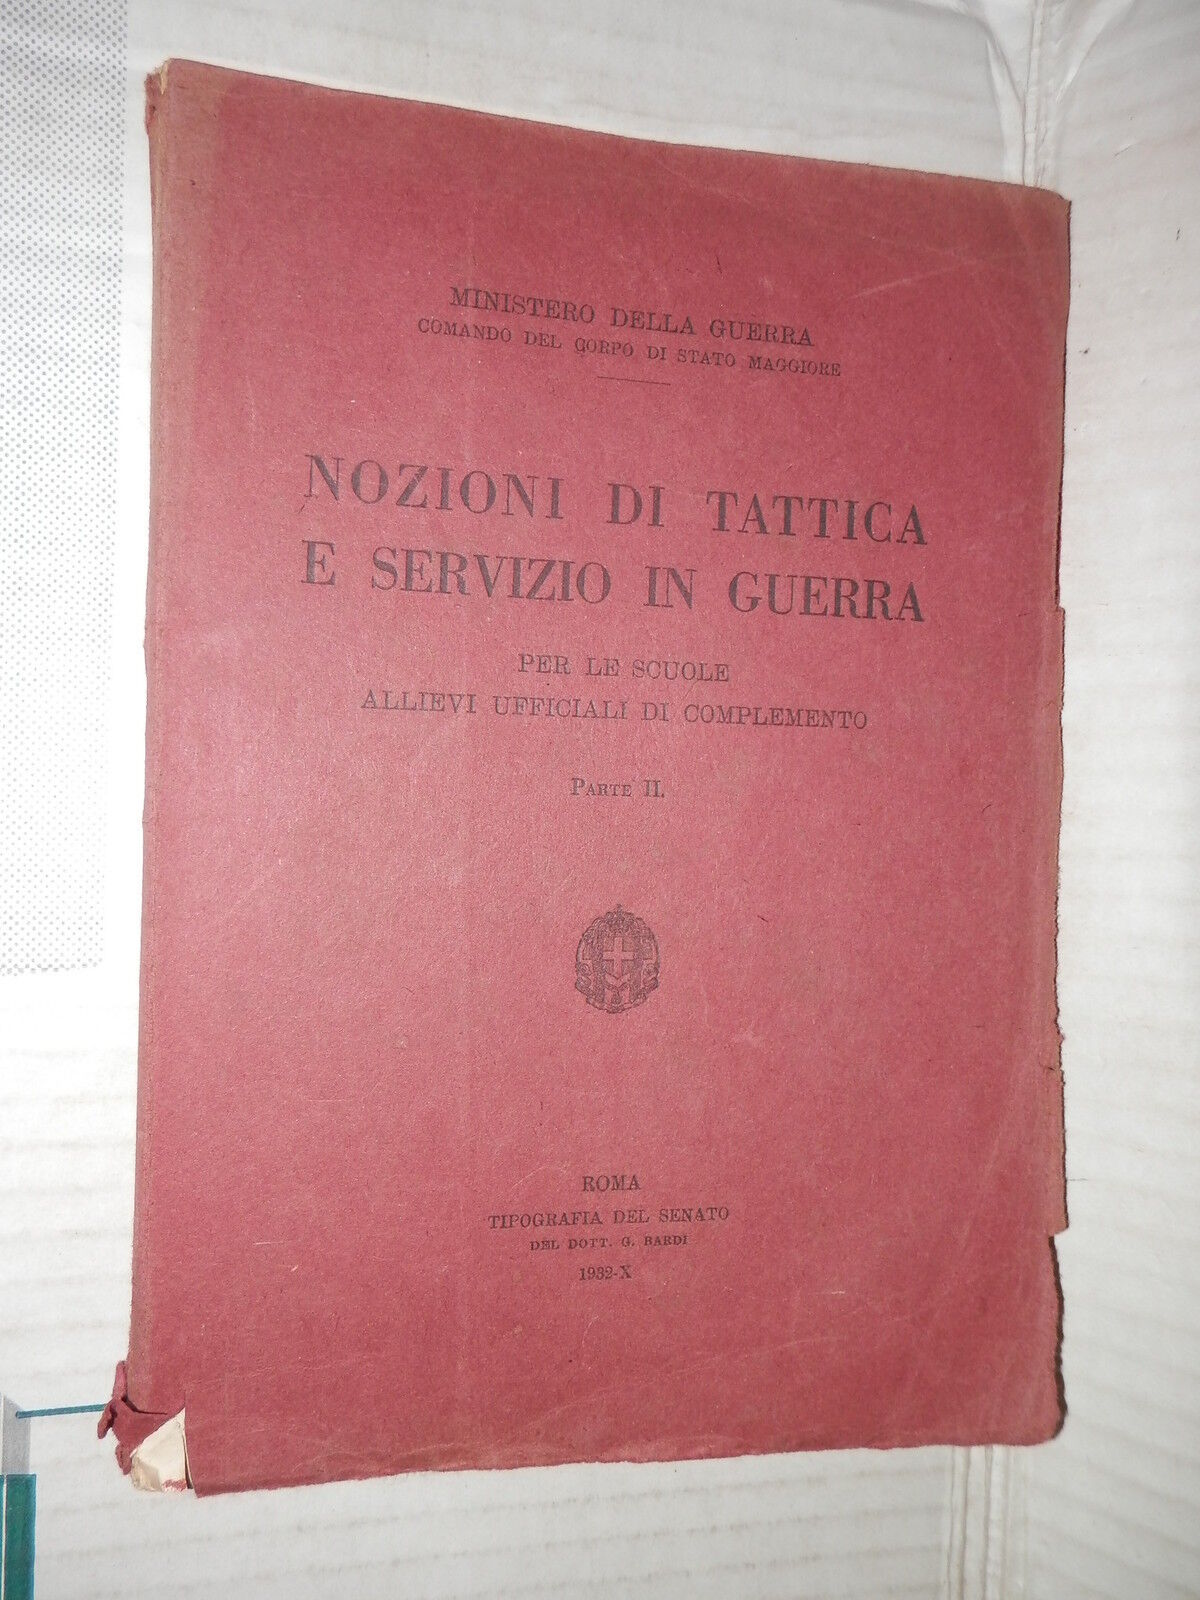 MINISTERO DELLA GUERRA
COMANDO DEL CORPO DI STATO MAGGIORE
NOZIONI DI TATTICA
E SERVIZIO IN GUERRA
PER LE SCUOLE
ALLIEVI UFFICIALI DI COMPLEMENTO
PARTE II.
ROMA
TIPOGRAFIA DEL SENATO
DEL DOTT. G. BARDI
1932-X